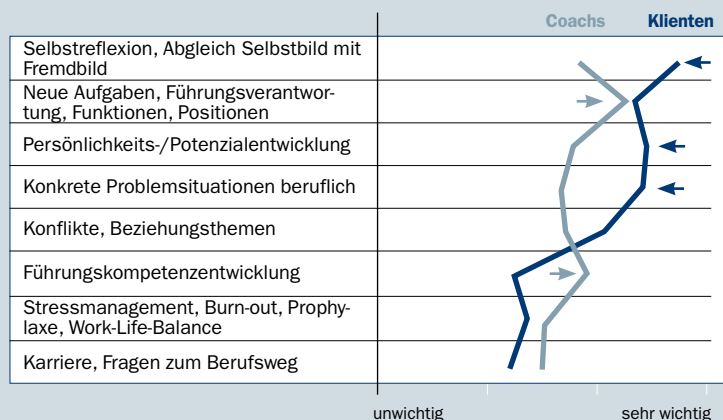 Coachs Klienten
Selbstreflexion, Abgleich Selbstbild mit
Fremdbild
Neue Aufgaben, Führungsverantwor-
tung, Funktionen, Positionen
Persönlichkeits-/Potenzialentwicklung
Konkrete Problemsituationen beruflich
Konflikte, Beziehungsthemen
Führungskompetenzentwicklung
Stressmanagement, Burn-out, Prophy-
laxe, Work-Life-Balance
Karriere, Fragen zum Berufsweg
unwichtig sehr wichtig